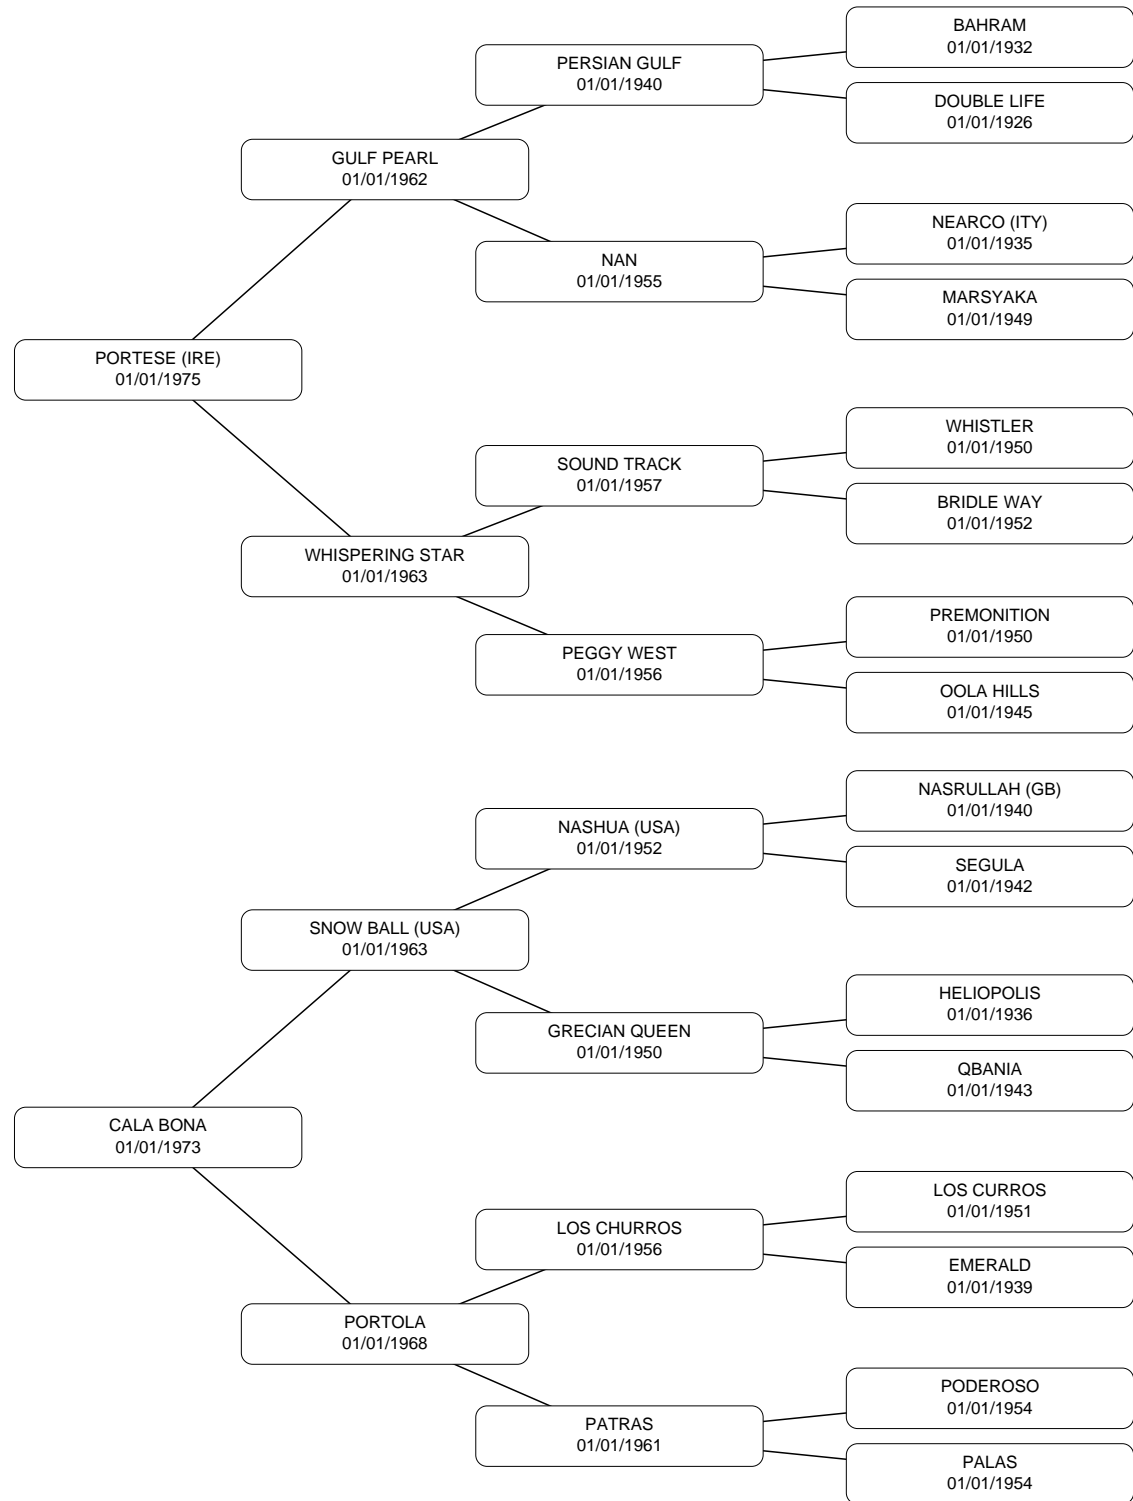 BAHRAM
01/01/1932
PERSIAN GULF
01/01/1940
DOUBLE LIFE
01/01/1926
GULF PEARL
01/01/1962
NEARCO (ITY)
01/01/1935
NAN
01/01/1955
MARSYAKA
01/01/1949
PORTESE (IRE)
01/01/1975
WHISTLER
01/01/1950
SOUND TRACK
01/01/1957
BRIDLE WAY
01/01/1952
WHISPERING STAR
01/01/1963
PREMONITION
01/01/1950
PEGGY WEST
01/01/1956
OOLA HILLS
01/01/1945
NASRULLAH (GB)
01/01/1940
NASHUA (USA)
01/01/1952
SEGULA
01/01/1942
SNOW BALL (USA)
01/01/1963
HELIOPOLIS
01/01/1936
GRECIAN QUEEN
01/01/1950
QBANIA
01/01/1943
CALA BONA
01/01/1973
LOS CURROS
01/01/1951
LOS CHURROS
01/01/1956
EMERALD
01/01/1939
PORTOLA
01/01/1968
PODEROSO
01/01/1954
PATRAS
01/01/1961
PALAS
01/01/1954